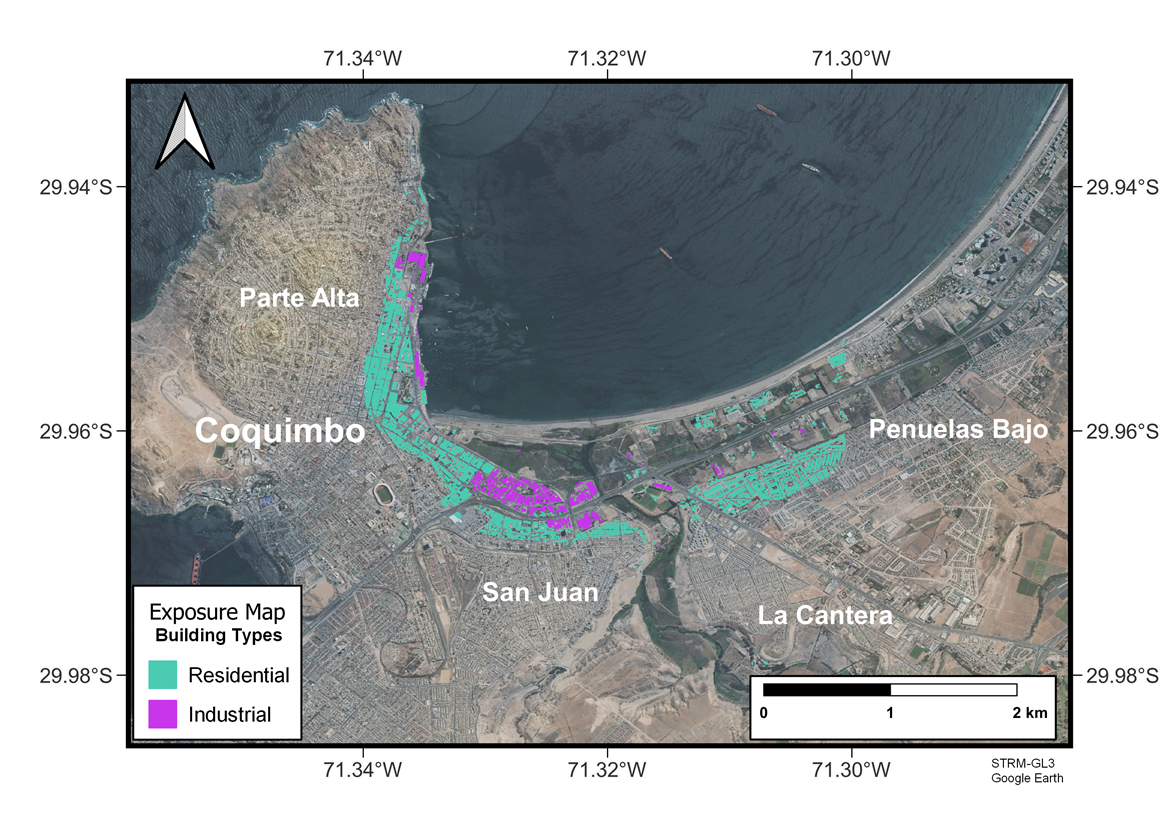 71.34°W 71.32°W 71.30°W
29.94°S 29.94°S
Parte Alta
Coquimbo
Penuelas Bajo
29.96°S 29.96°S
San Juan
La Cantera
Exposure Map
Building Types
Residential
Industrial
29.98°S 29.98°S
0 1 2 km
71.34°W 71.32°W 71.30°W
STRM-GL3
Google Earth